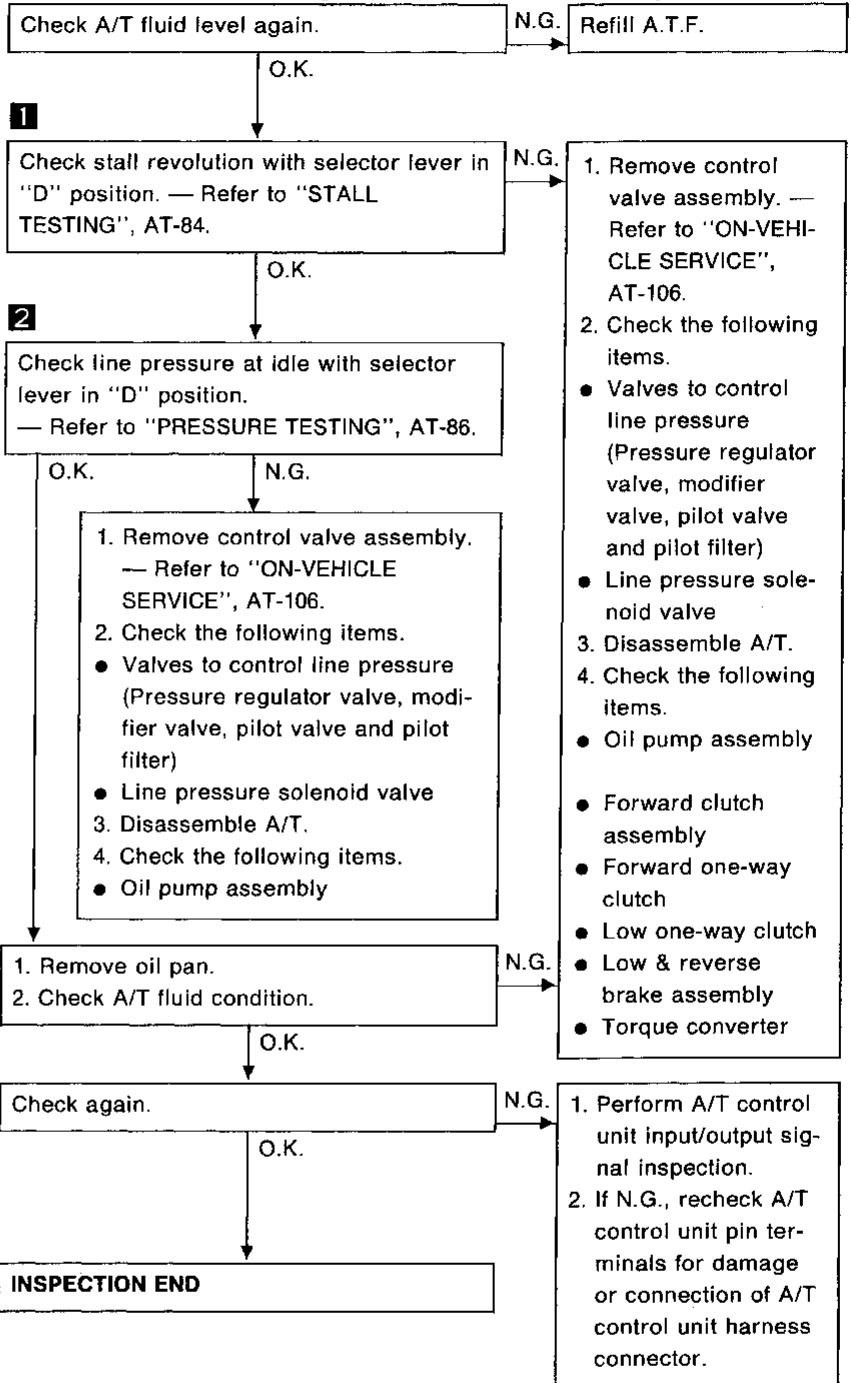 Check A/T fluid level again.
N.G.
Refill A.T.F.
O.K.
1
Check stall revolution with selector lever in
"D" position. — Refer to "STALL
TESTING", AT-84.
N.G.
1. Remove control
valve assembly. —
Refer to "ON-VEHI-
CLE SERVICE",
AT-106.
2. Check the following
items.
● Valves to control
line pressure
(Pressure regulator
valve, modifier
valve, pilot valve
and pilot filter)
● Line pressure sole-
noid valve
3. Disassemble A/T.
4. Check the following
items.
● Oil pump assembly
● Forward clutch
assembly
● Forward one-way
clutch
● Low one-way clutch
● Low & reverse
brake assembly
● Torque converter
O.K.
2
Check line pressure at idle with selector
lever in "D" position.
— Refer to "PRESSURE TESTING", AT-86.
O.K.
N.G.
1. Remove control valve assembly.
— Refer to "ON-VEHICLE
SERVICE", AT-106.
2. Check the following items.
● Valves to control line pressure
(Pressure regulator valve, modi-
fier valve, pilot valve and pilot
filter)
● Line pressure solenoid valve
3. Disassemble A/T.
4. Check the following items.
● Oil pump assembly
1. Remove oil pan.
2. Check A/T fluid condition.
N.G.
O.K.
Check again.
N.G.
1. Perform A/T control
unit input/output sig-
nal inspection.
2. If N.G., recheck A/T
control unit pin ter-
minals for damage
or connection of A/T
control unit harness
connector.
O.K.
INSPECTION END